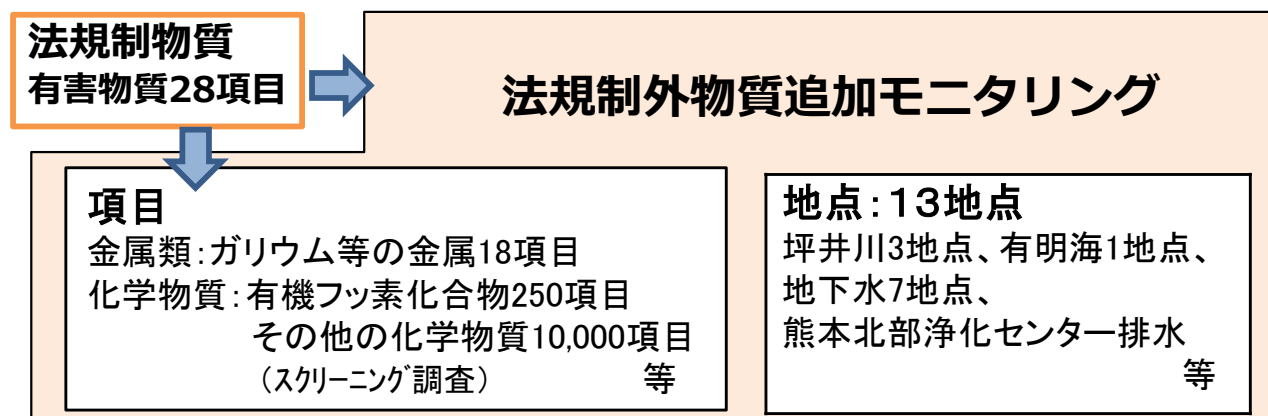 法規制物質
有害物質28項目
法規制外物質追加モニタリング
項目
金属類：ガリウム等の金属18項目
化学物質：有機フッ素化合物250項目
その他の化学物質10,000項目
（ｽｸﾘｰﾆﾝｸﾞ調査） 等
地点：１３地点
坪井川3地点、有明海1地点、
地下水7地点、
熊本北部浄化センター排水
等